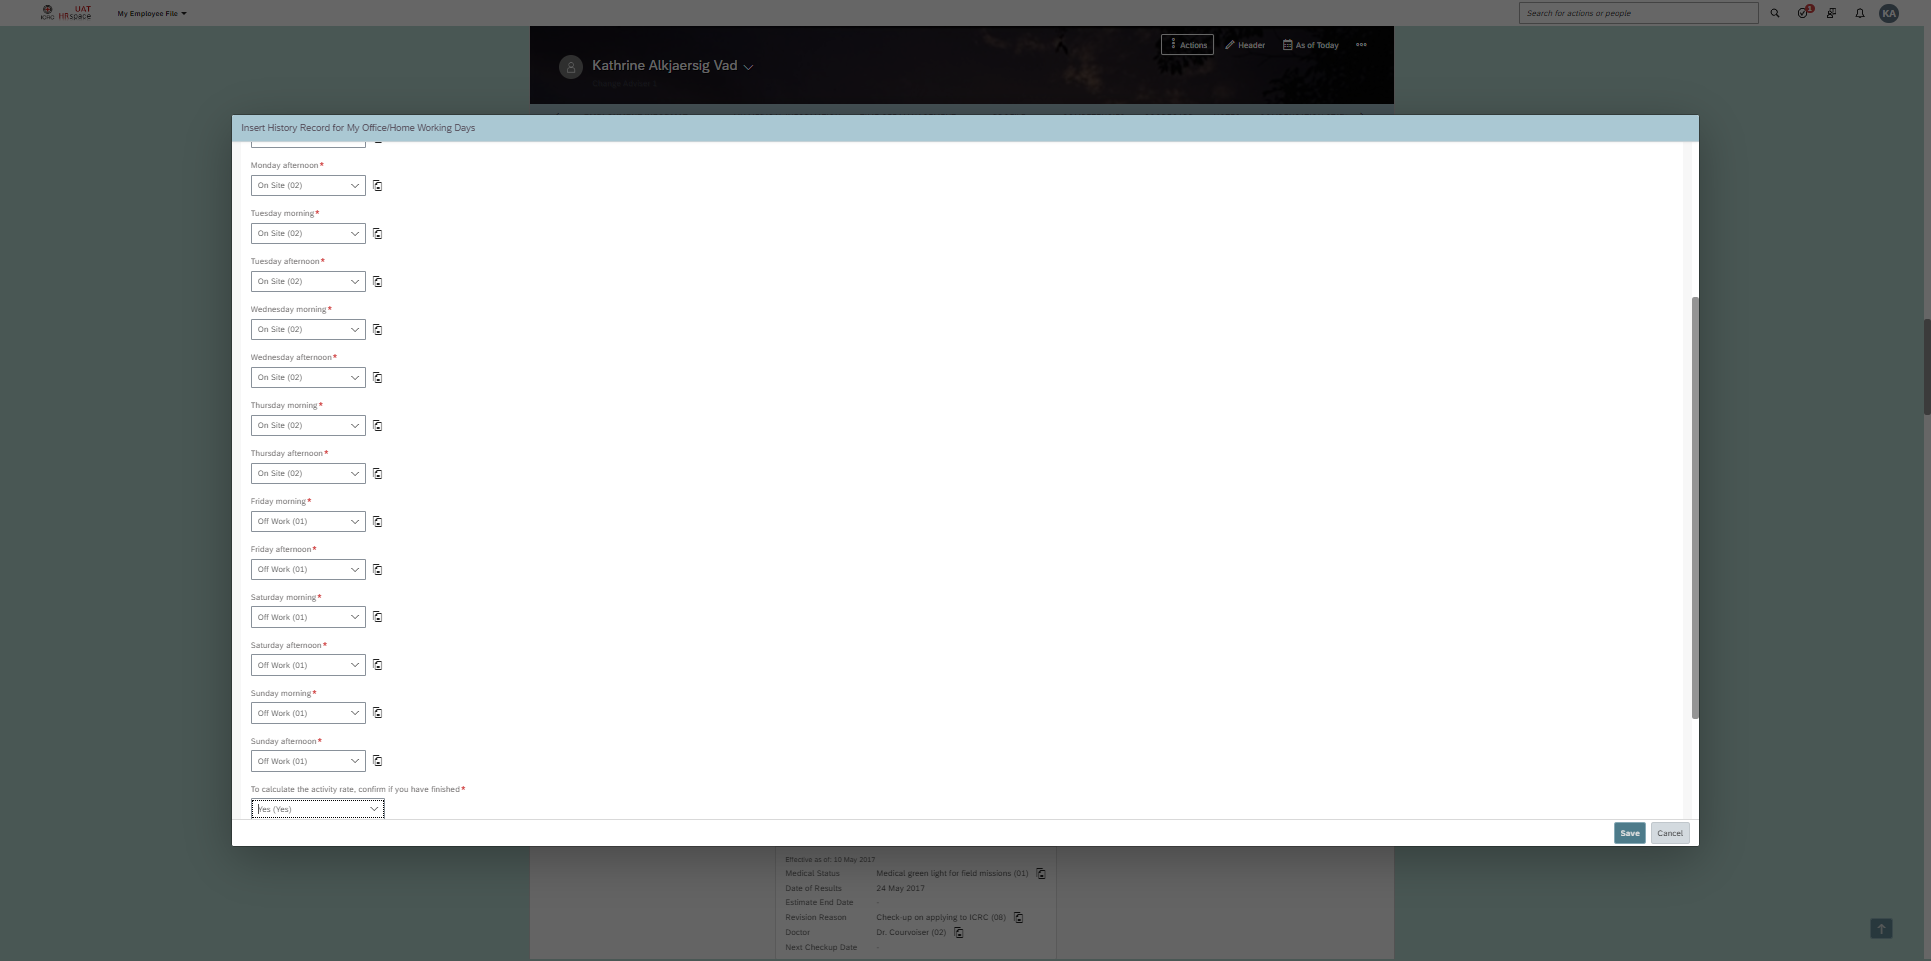 ICRC UAT HRspace
My Employee File
Search for actions or people
1
KA
Actions
Header
As of Today
Kathrine Alkjaersig Vad
Insert History Record for My Office/Home Working Days
Monday afternoon*
On Site (02)
Tuesday morning*
On Site (02)
Tuesday afternoon*
On Site (02)
Wednesday morning*
On Site (02)
Wednesday afternoon*
On Site (02)
Thursday morning*
On Site (02)
Thursday afternoon*
On Site (02)
Friday morning*
Off Work (01)
Friday afternoon*
Off Work (01)
Saturday morning*
Off Work (01)
Saturday afternoon*
Off Work (01)
Sunday morning*
Off Work (01)
Sunday afternoon*
Off Work (01)
To calculate the activity rate, confirm if you have finished*
Yes (Yes)
Save
Cancel
Effective as of: 10 May 2017
Medical Status Medical green light for field missions (01)
Date of Results 24 May 2017
Estimate End Date -
Revision Reason Check-up on applying to ICRC (08)
Doctor Dr. Courvoiser (02)
Next Checkup Date -